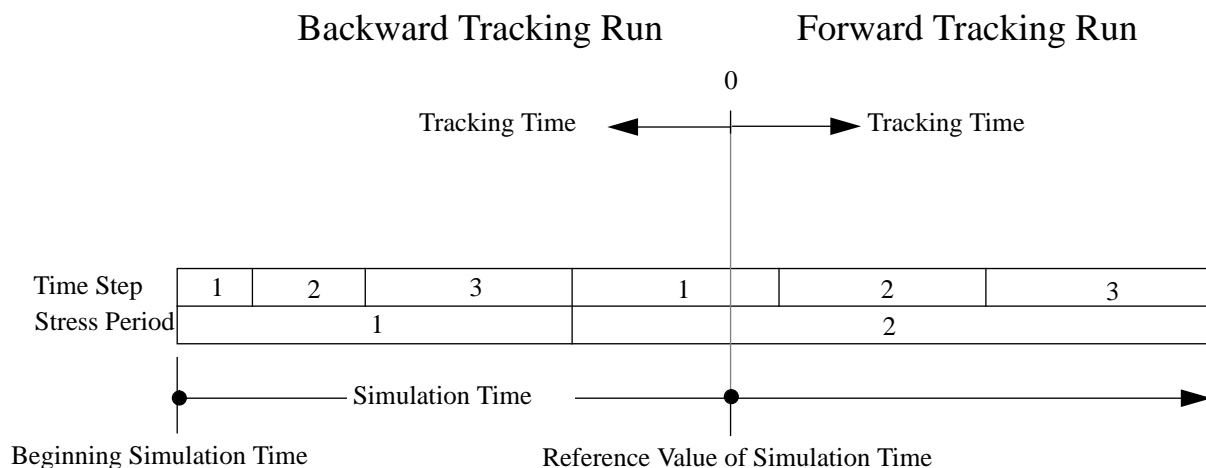 Backward Tracking Run Forward Tracking Run
0
Tracking Time Tracking Time
Time Step 1 2 3 1 2 3
Stress Period 1 2
Simulation Time
Beginning Simulation Time Reference Value of Simulation Time